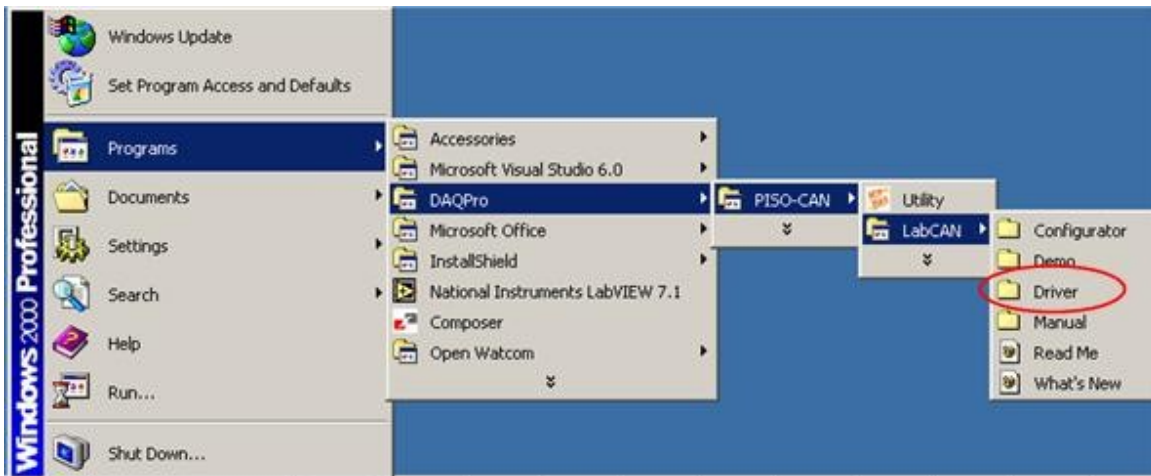 Windows 2000 Professional
Windows Update
Set Program Access and Defaults
Programs
Documents
Settings
Search
Help
Run...
Shut Down...
Accessories
Microsoft Visual Studio 6.0
DAQPro
Microsoft Office
InstallShield
National Instruments LabVIEW 7.1
Composer
Open Watcom
PISO-CAN
Utility
LabCAN
Configurator
Demo
Driver
Manual
Read Me
What's New